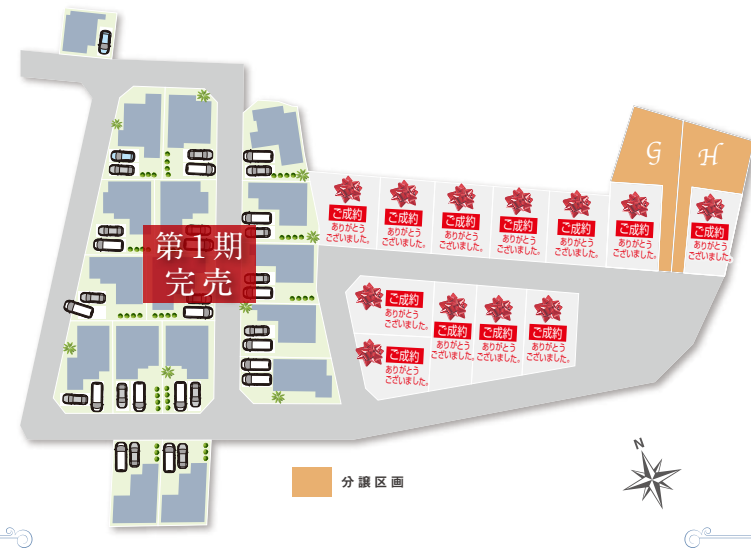 G
H
ご成約
ありがとう
ございました。
ご成約
ありがとう
ございました。
ご成約
ありがとう
ございました。
ご成約
ありがとう
ございました。
ご成約
ありがとう
ございました。
ご成約
ありがとう
ございました。
ご成約
ありがとう
ございました。
第1期
完売
ご成約
ありがとう
ございました。
ご成約
ありがとう
ございました。
ご成約
ありがとう
ございました。
ご成約
ありがとう
ございました。
ご成約
ありがとう
ございました。
N
分譲区画